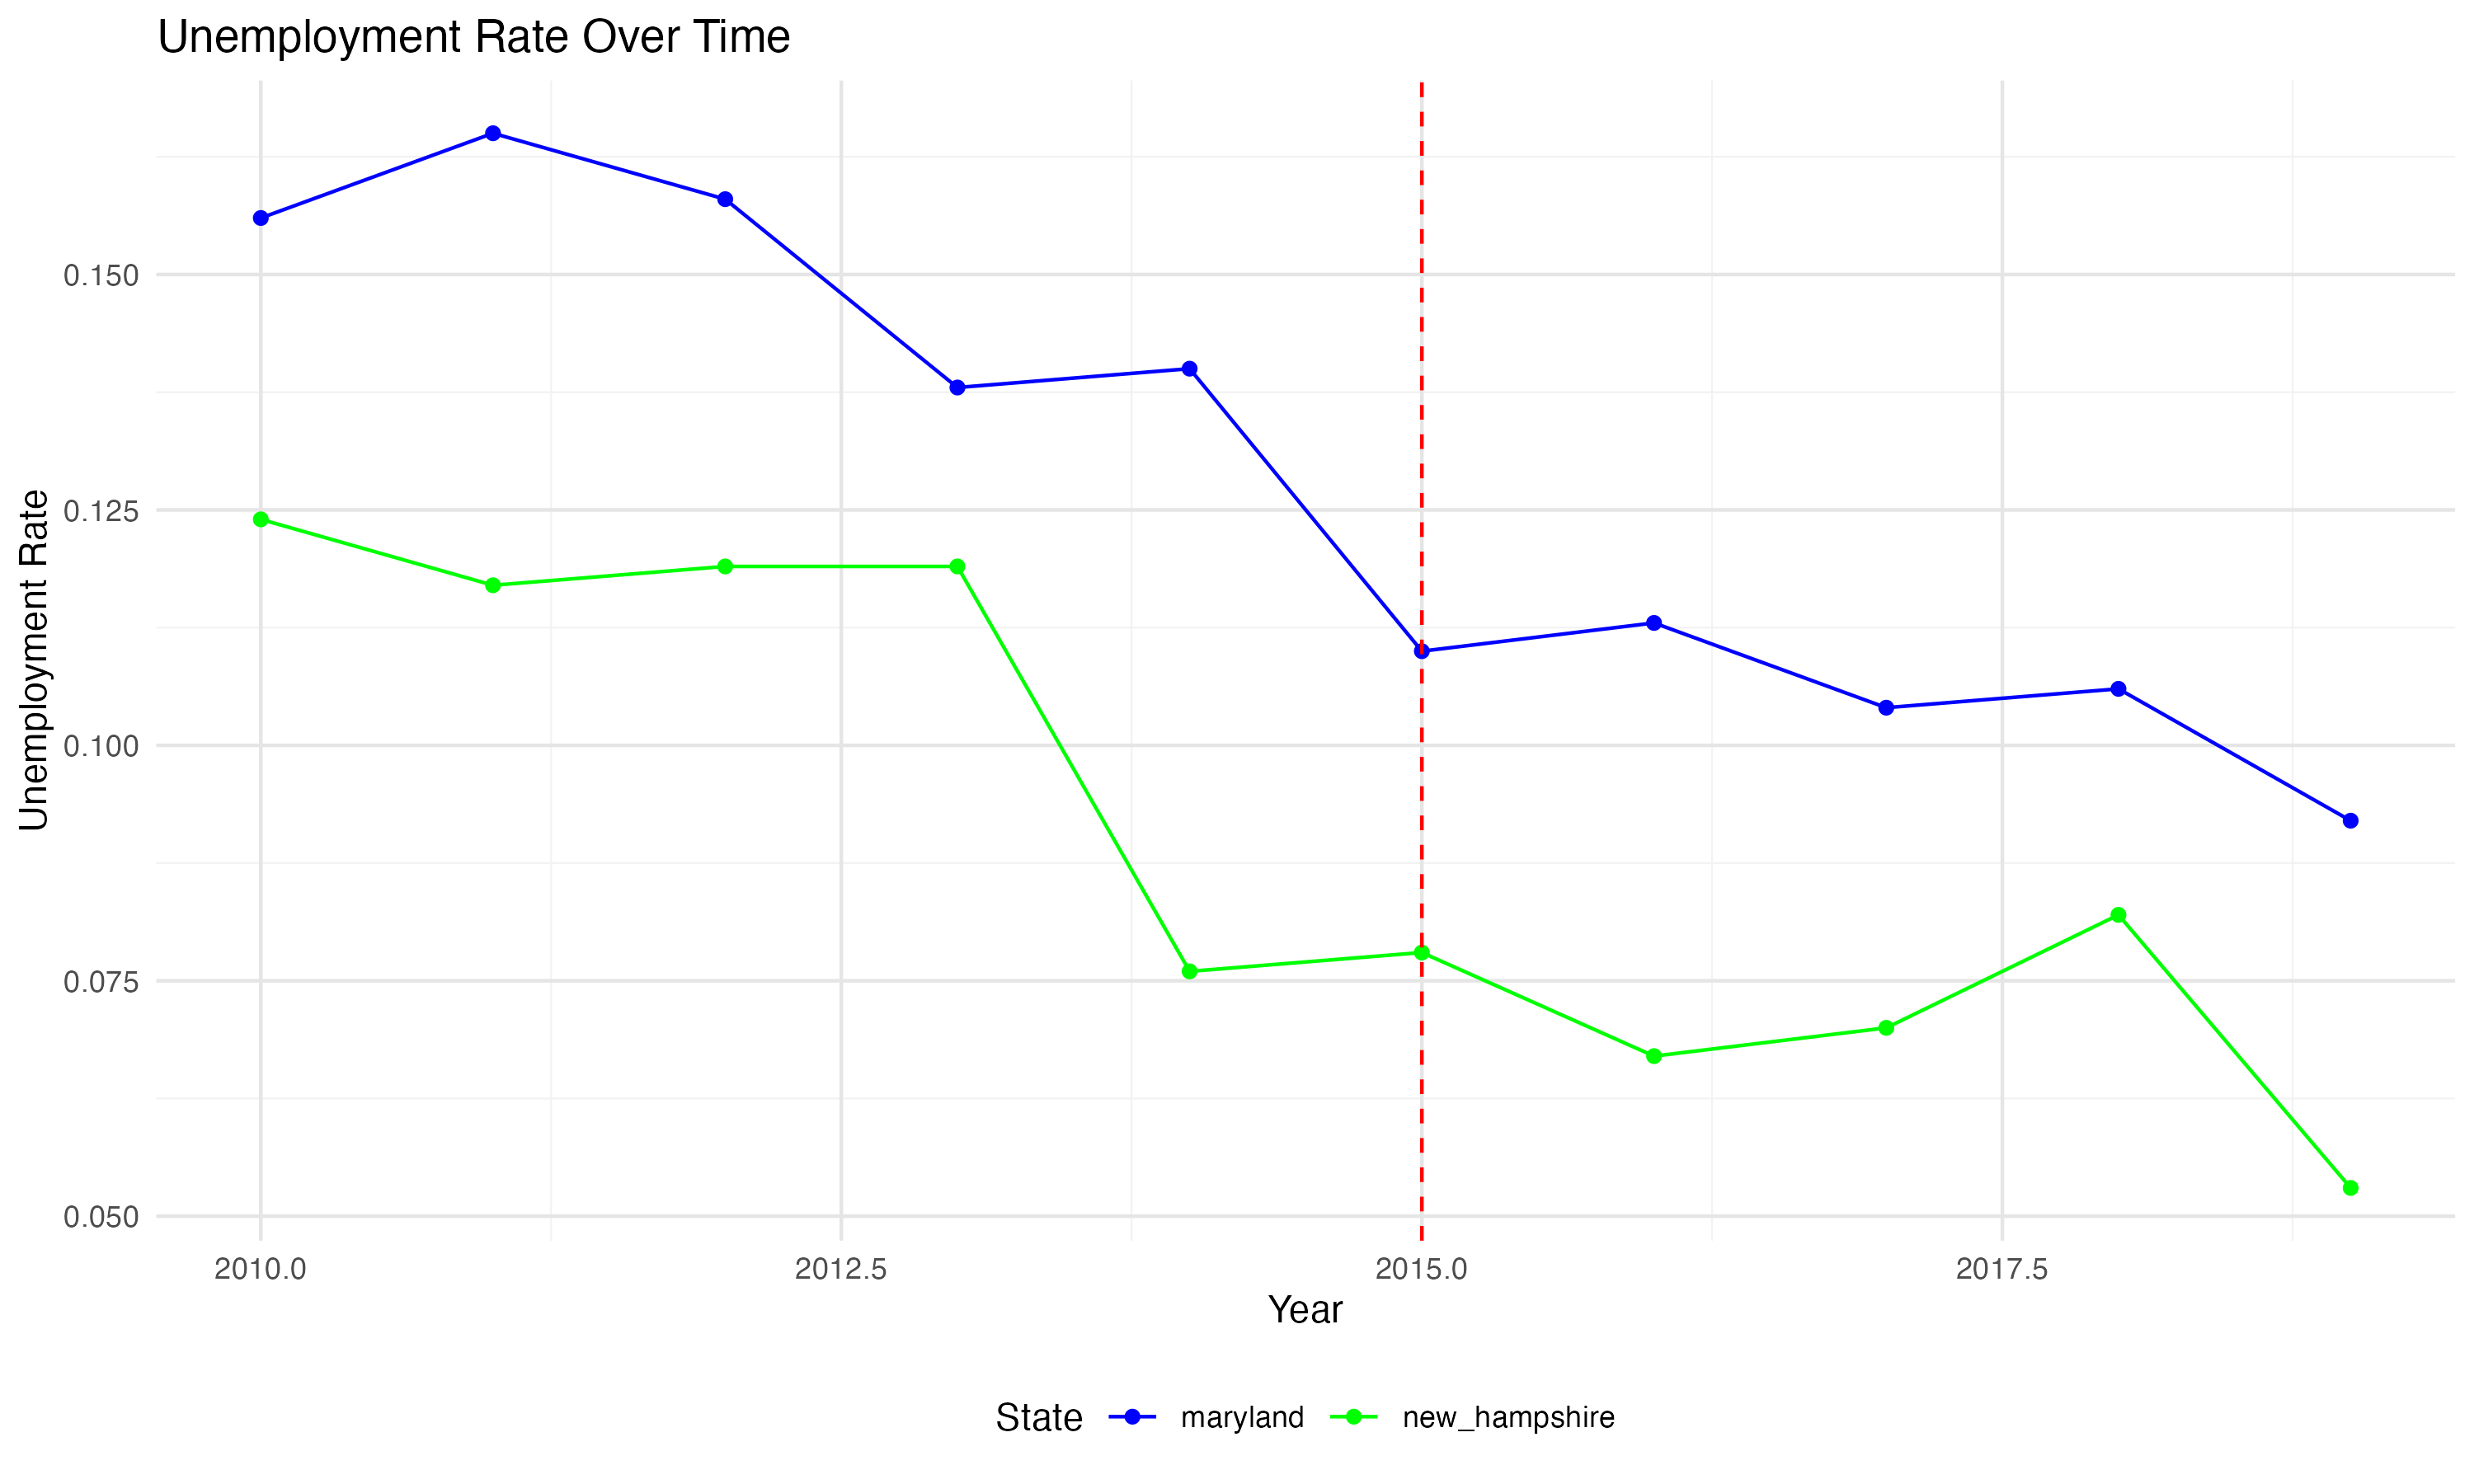 Unemployment Rate Over Time
Unemployment Rate
0.150
0.125
0.100
0.075
0.050
2010.0 2012.5 2015.0 2017.5
Year
State maryland new_hampshire